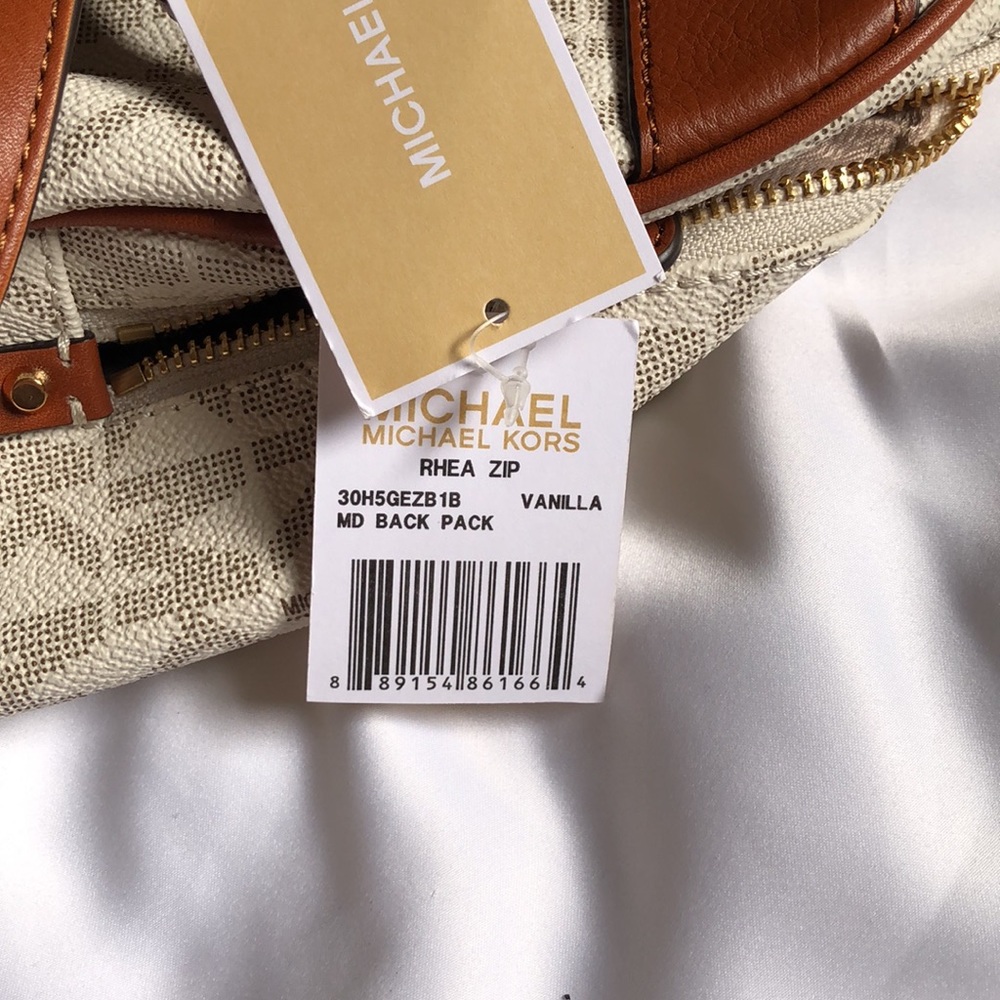 MICHAEL
MICHAEL
MICHAEL KORS
RHEA ZIP
30H5GEZB1B VANILLA
MD BACK PACK
8 89154 86166 4